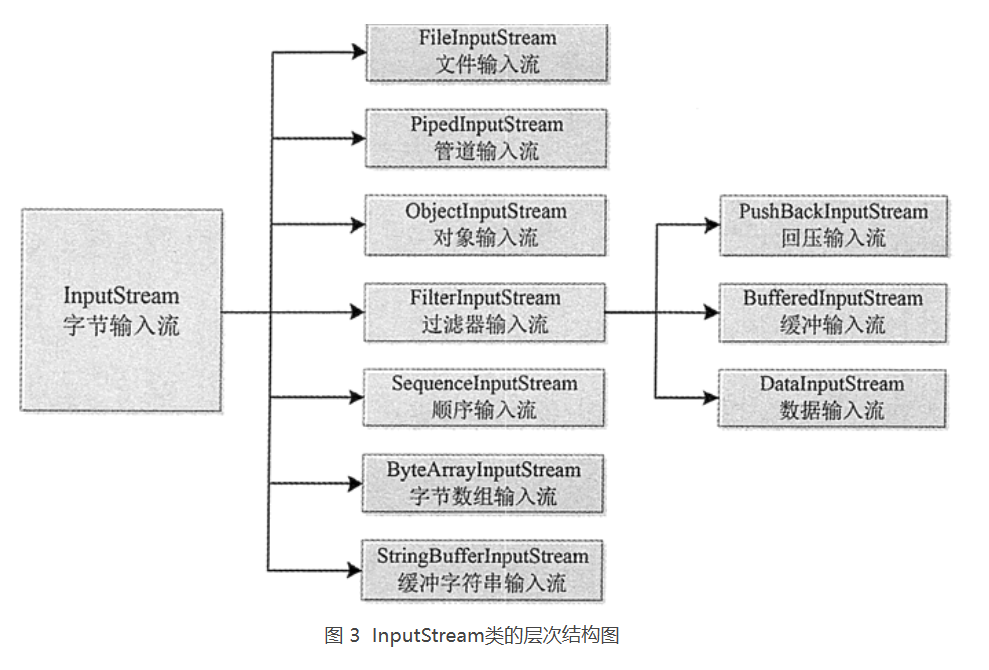 InputStream
字节输入流
FileInputStream
文件输入流
PipedInputStream
管道输入流
ObjectInputStream
对象输入流
FilterInputStream
过滤器输入流
SequenceInputStream
顺序输入流
ByteArrayInputStream
字节数组输入流
StringBufferInputStream
缓冲字符串输入流
PushBackInputStream
回压输入流
BufferedInputStream
缓冲输入流
DataInputStream
数据输入流
图 3 InputStream类的层次结构图